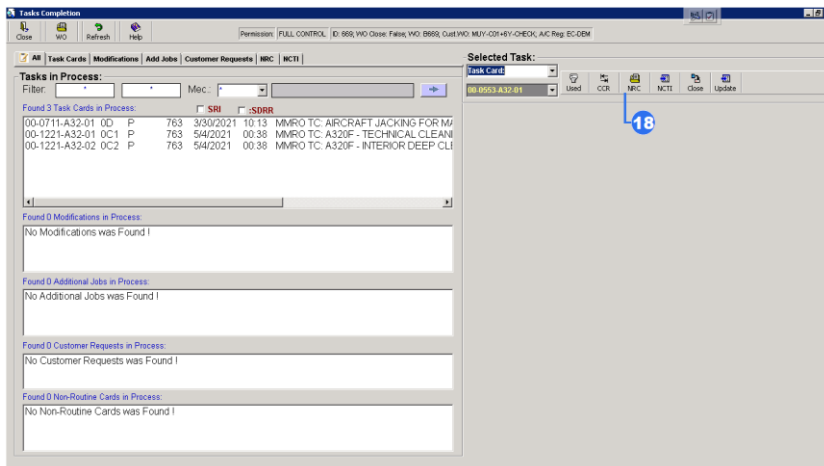 Tasks Completion
Close WO Refresh Help
Permission: FULL CONTROL ID: 669; WO Close: False; WO: B669; Cust.WO: MUY-C01+6Y-CHECK; A/C Reg: EC-DEM
All Task Cards Modifications Add Jobs Customer Requests NRC NCTI
Tasks in Process:
Filter: * * Mec.: *
Found 3 Task Cards in Process: SRI :SDRR
00-0711-A32-01 0D P 763 3/30/2021 10:13 MMRO TC: AIRCRAFT JACKING FOR MA
00-1221-A32-01 0C1 P 763 5/4/2021 00:38 MMRO TC: A320F - TECHNICAL CLEANI
00-1221-A32-02 0C2 P 763 5/4/2021 00:38 MMRO TC: A320F - INTERIOR DEEP CLE
Found 0 Modifications in Process:
No Modifications was Found !
Found 0 Additional Jobs in Process:
No Additional Jobs was Found !
Found 0 Customer Requests in Process:
No Customer Requests was Found !
Found 0 Non-Routine Cards in Process:
No Non-Routine Cards was Found !
Selected Task:
Task Card:
00-0553-A32-01
Used CCR NRC NCTI Close Update
18